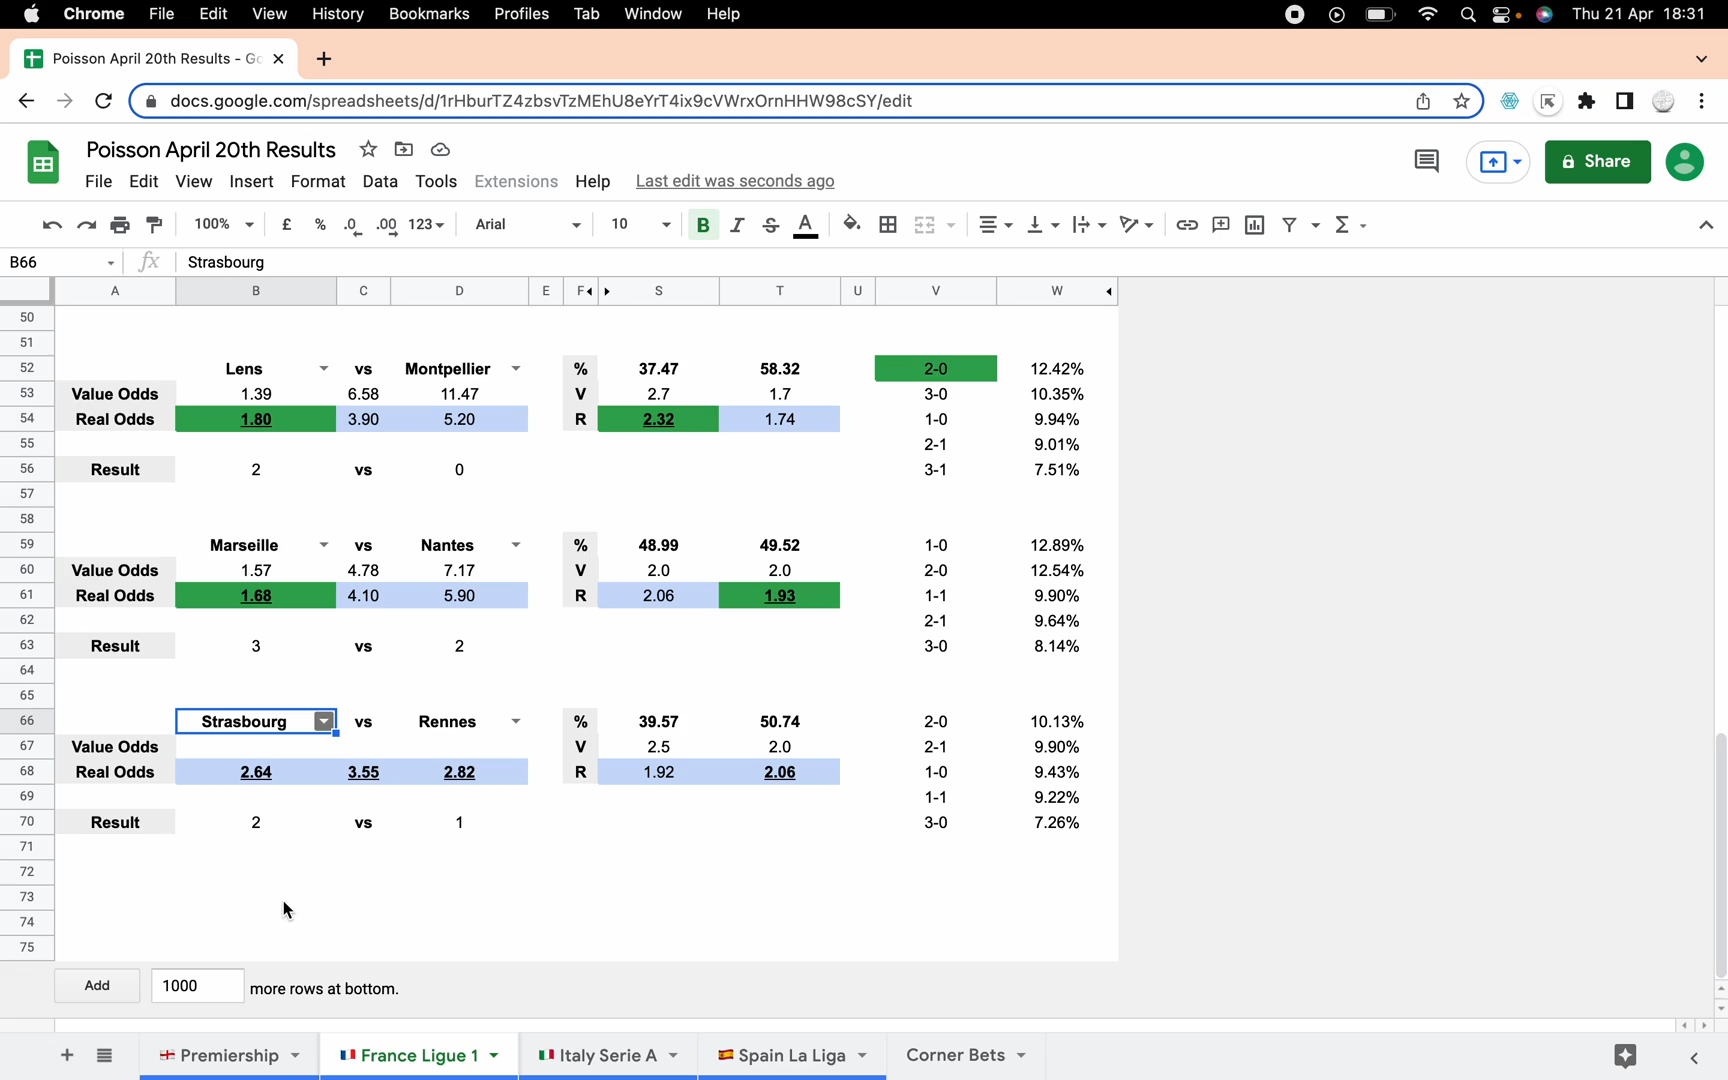 Chrome File Edit View History Bookmarks Profiles Tab Window Help Thu 21 Apr 18:31
Poisson April 20th Results - Go
docs.google.com/spreadsheets/d/1rHburTZ4zbsvTzMEhU8eYrT4ix9cVWrxOrnHHW98cSY/edit
Poisson April 20th Results
Share
File Edit View Insert Format Data Tools Extensions Help Last edit was seconds ago
100% £ % .0 .00 123 Arial 10 B I S A
B66 fx Strasbourg
A B C D E F S T U V W
50
51
52 Lens vs Montpellier % 37.47 58.32 2-0 12.42%
53 Value Odds 1.39 6.58 11.47 V 2.7 1.7 3-0 10.35%
54 Real Odds 1.80 3.90 5.20 R 2.32 1.74 1-0 9.94%
55 2-1 9.01%
56 Result 2 vs 0 3-1 7.51%
57
58
59 Marseille vs Nantes % 48.99 49.52 1-0 12.89%
60 Value Odds 1.57 4.78 7.17 V 2.0 2.0 2-0 12.54%
61 Real Odds 1.68 4.10 5.90 R 2.06 1.93 1-1 9.90%
62 2-1 9.64%
63 Result 3 vs 2 3-0 8.14%
64
65
66 Strasbourg vs Rennes % 39.57 50.74 2-0 10.13%
67 Value Odds V 2.5 2.0 2-1 9.90%
68 Real Odds 2.64 3.55 2.82 R 1.92 2.06 1-0 9.43%
69 1-1 9.22%
70 Result 2 vs 1 3-0 7.26%
71
72
73
74
75
Add 1000 more rows at bottom.
Premiership France Ligue 1 Italy Serie A Spain La Liga Corner Bets